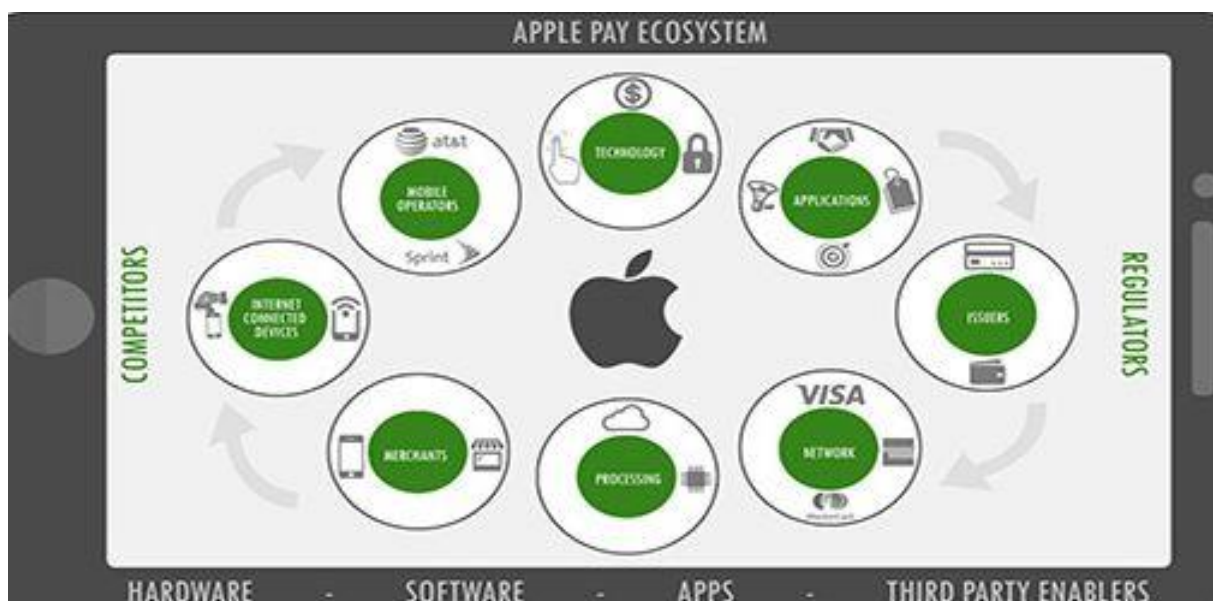 APPLE PAY ECOSYSTEM
at&t
MOBILE
OPERATORS
Sprint
TECHNOLOGY
APPLICATIONS
COMPETITORS
INTERNET
CONNECTED
DEVICES
ISSUERS
REGULATORS
MERCHANTS
PROCESSING
VISA
NETWORK
MasterCard
HARDWARE - SOFTWARE - APPS - THIRD PARTY ENABLERS